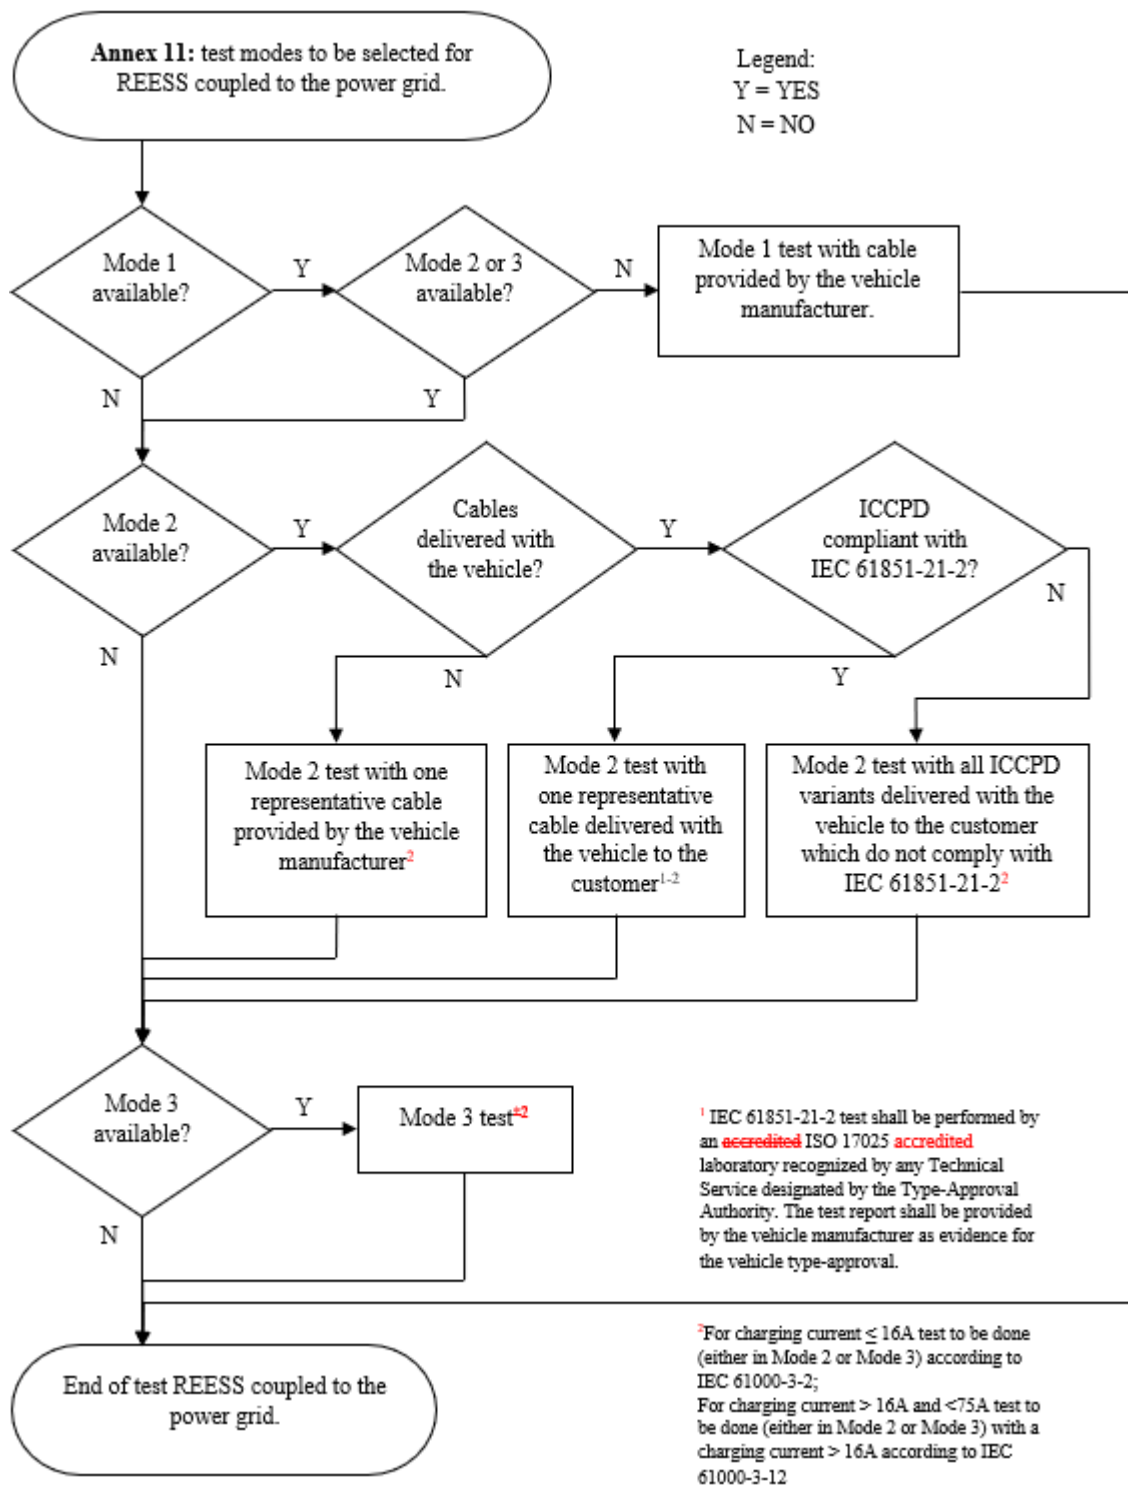 Annex 11: test modes to be selected for
REESS coupled to the power grid.
Legend:
Y = YES
N = NO
Mode 1
available?
Y
Mode 2 or 3
available?
N
Mode 1 test with cable
provided by the vehicle
manufacturer.
N
Y
Mode 2
available?
Y
Cables
delivered with
the vehicle?
Y
ICCPD
compliant with
IEC 61851-21-2?
N
N
N
Y
Mode 2 test with one
representative cable
provided by the vehicle
manufacturer2
Mode 2 test with
one representative
cable delivered with
the vehicle to the
customer1-2
Mode 2 test with all ICCPD
variants delivered with the
vehicle to the customer
which do not comply with
IEC 61851-21-22
Mode 3
available?
Y
Mode 3 test±2
N
1 IEC 61851-21-2 test shall be performed by
an accredited ISO 17025 accredited
laboratory recognized by any Technical
Service designated by the Type-Approval
Authority. The test report shall be provided
by the vehicle manufacturer as evidence for
the vehicle type-approval.
End of test REESS coupled to the
power grid.
2For charging current ≤ 16A test to be done
(either in Mode 2 or Mode 3) according to
IEC 61000-3-2;
For charging current > 16A and <75A test to
be done (either in Mode 2 or Mode 3) with a
charging current > 16A according to IEC
61000-3-12